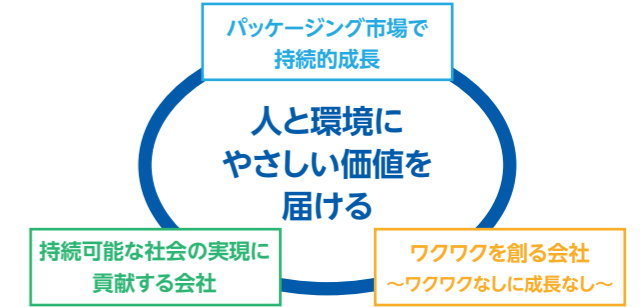 パッケージング市場で
持続的成長
人と環境に
やさしい価値を
届ける
持続可能な社会の実現に
貢献する会社
ワクワクを創る会社
～ワクワクなしに成長なし～